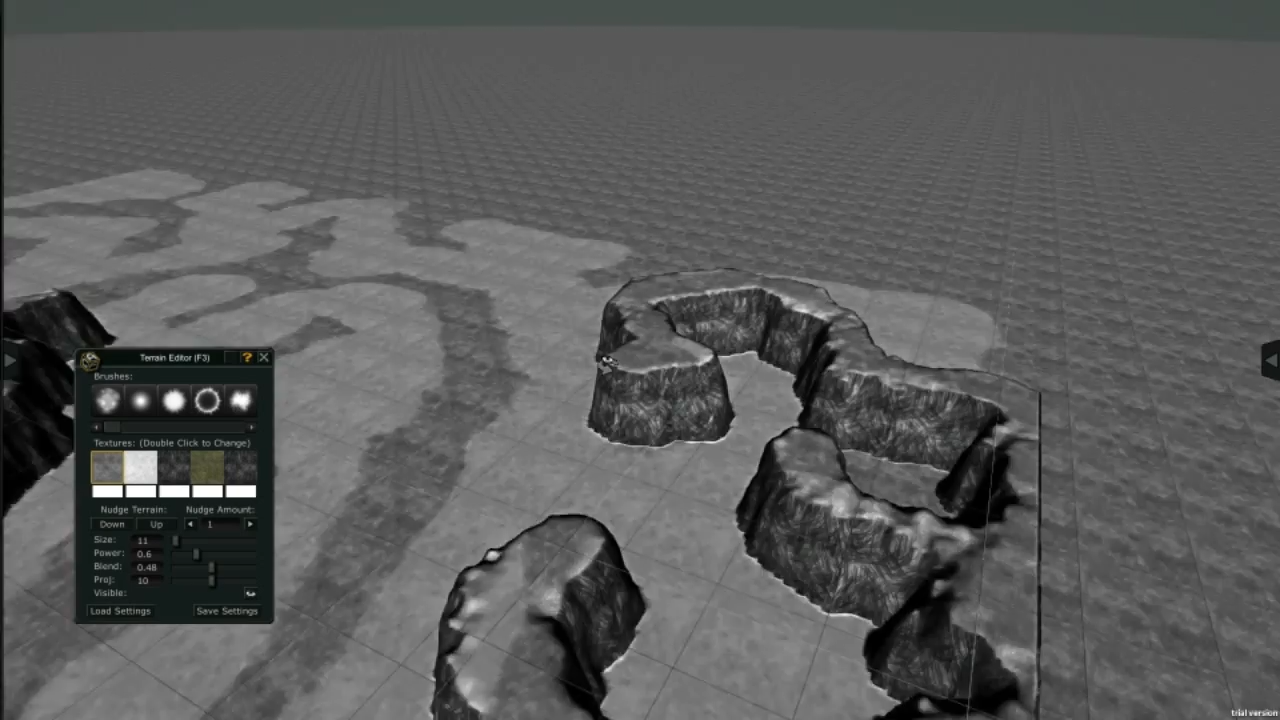 Terrain Editor (F3) ?
Brushes:
Textures: (Double Click to Change)
Nudge Terrain: Nudge Amount:
Down Up 1
Size: 11
Power: 0.6
Blend: 0.48
Proj: 10
Visible:
Load Settings Save Settings
trial version